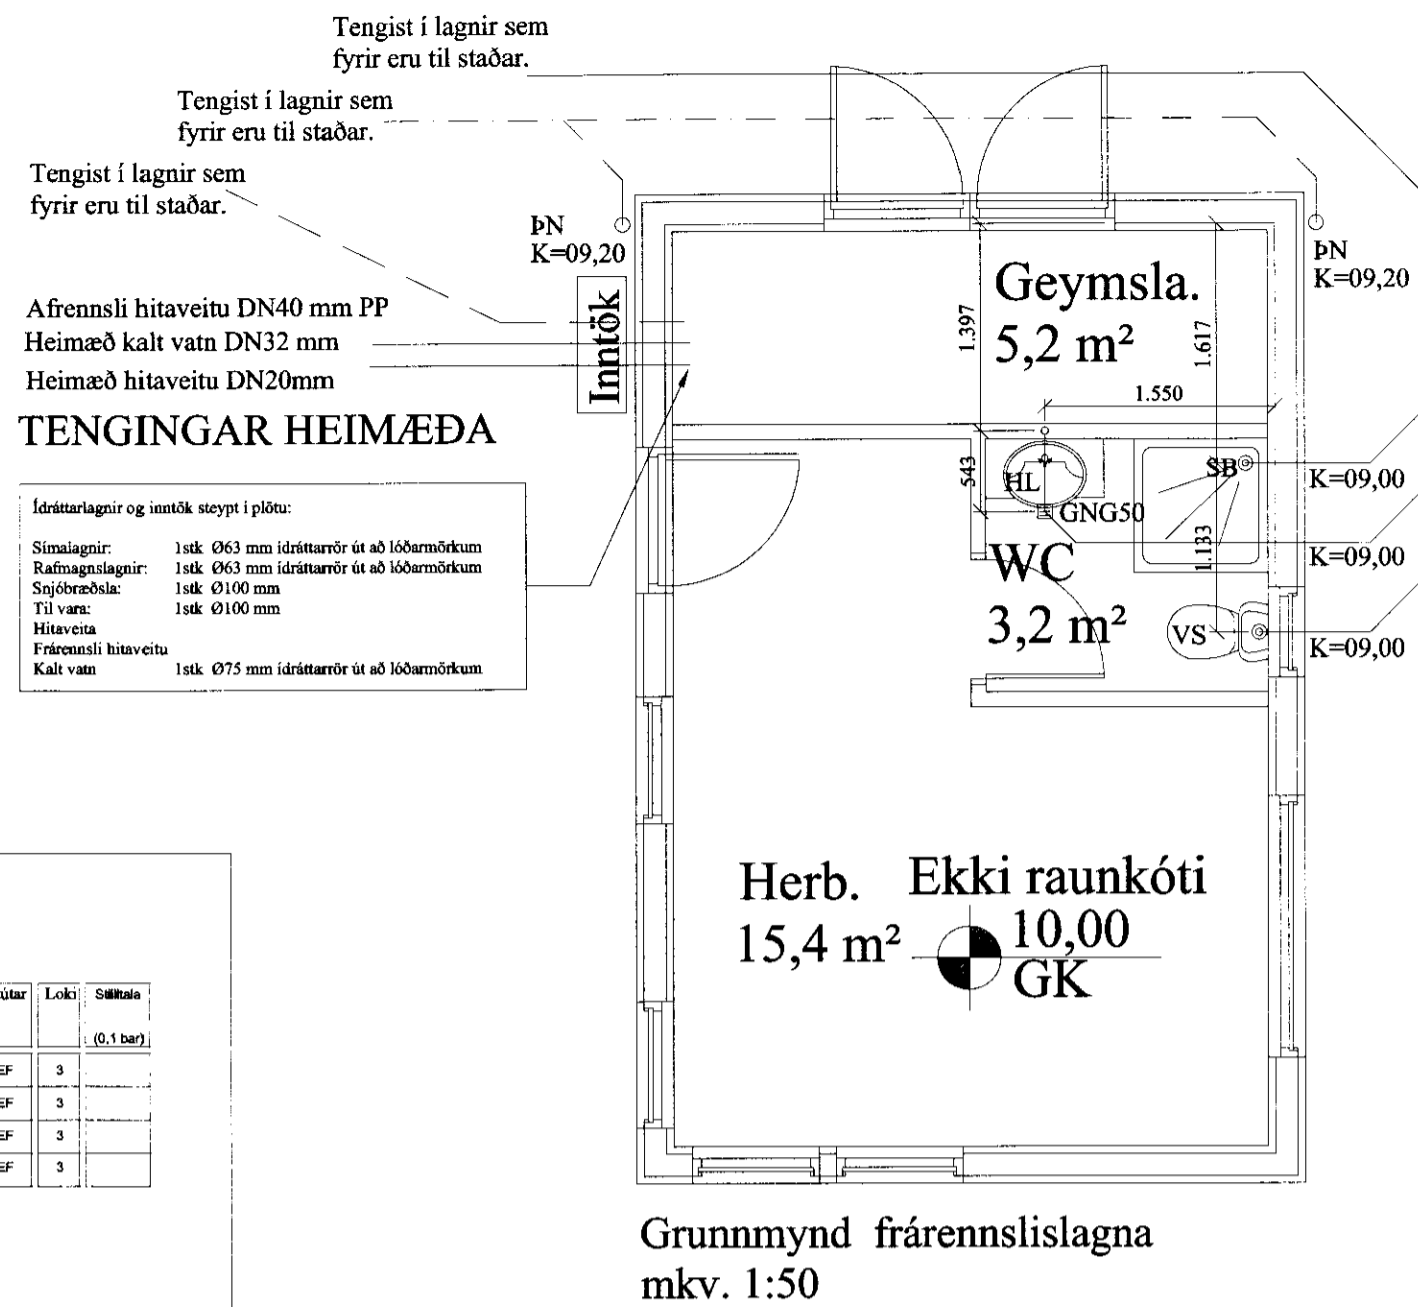 Tengist í lagnir sem
fyrir eru til staðar.
Tengist í lagnir sem
fyrir eru til staðar.
Tengist í lagnir sem
fyrir eru til staðar.
ÞN
K=09,20
ÞN
K=09,20
Afrennsli hitaveitu DN40 mm PP
Heimæð kalt vatn DN32 mm
Heimæð hitaveitu DN20mm
Inntök
TENGINGAR HEIMÆÐA
Ídráttarlagnir og inntök steypt í plötu:
Símalagnir: 1stk Ø63 mm ídráttarrör út að lóðarmörkum
Rafmagnslagnir: 1stk Ø63 mm ídráttarrör út að lóðarmörkum
Snjóbræðsla: 1stk Ø100 mm
Til vara: 1stk Ø100 mm
Hitaveita
Frárennsli hitaveitu
Kalt vatn 1stk Ø75 mm ídráttarrör út að lóðarmörkum
Geymsla.
5,2 m²
1.397
1.617
1.550
543
HL
GNG50
SB
1.133
K=09,00
K=09,00
K=09,00
WC
3,2 m²
VS
Herb.
15,4 m²
Ekki raunkóti
10,00
GK
Loki Stilltala
(0,1 bar)
EF 3
EF 3
EF 3
EF 3
Grunnmynd frárennslislagna
mkv. 1:50